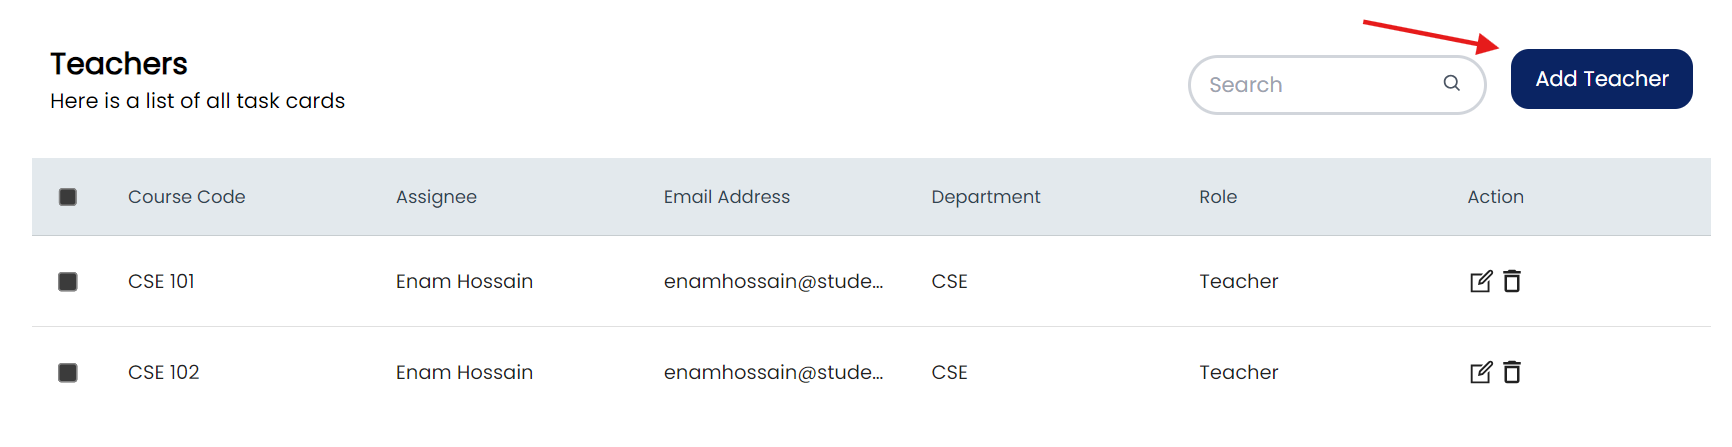 Teachers
Here is a list of all task cards
Search
Add Teacher
Course Code Assignee Email Address Department Role Action
CSE 101 Enam Hossain enamhossain@stude... CSE Teacher
CSE 102 Enam Hossain enamhossain@stude... CSE Teacher